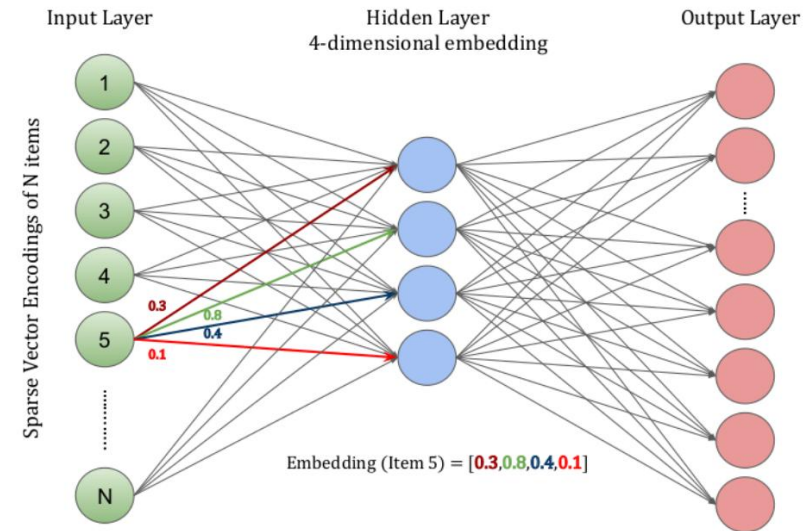 Input Layer
Hidden Layer
4-dimensional embedding
Output Layer
Sparse Vector Encodings of N items
1
2
3
4
5
N
0.3
0.8
0.4
0.1
Embedding (Item 5) = [0.3,0.8,0.4,0.1]